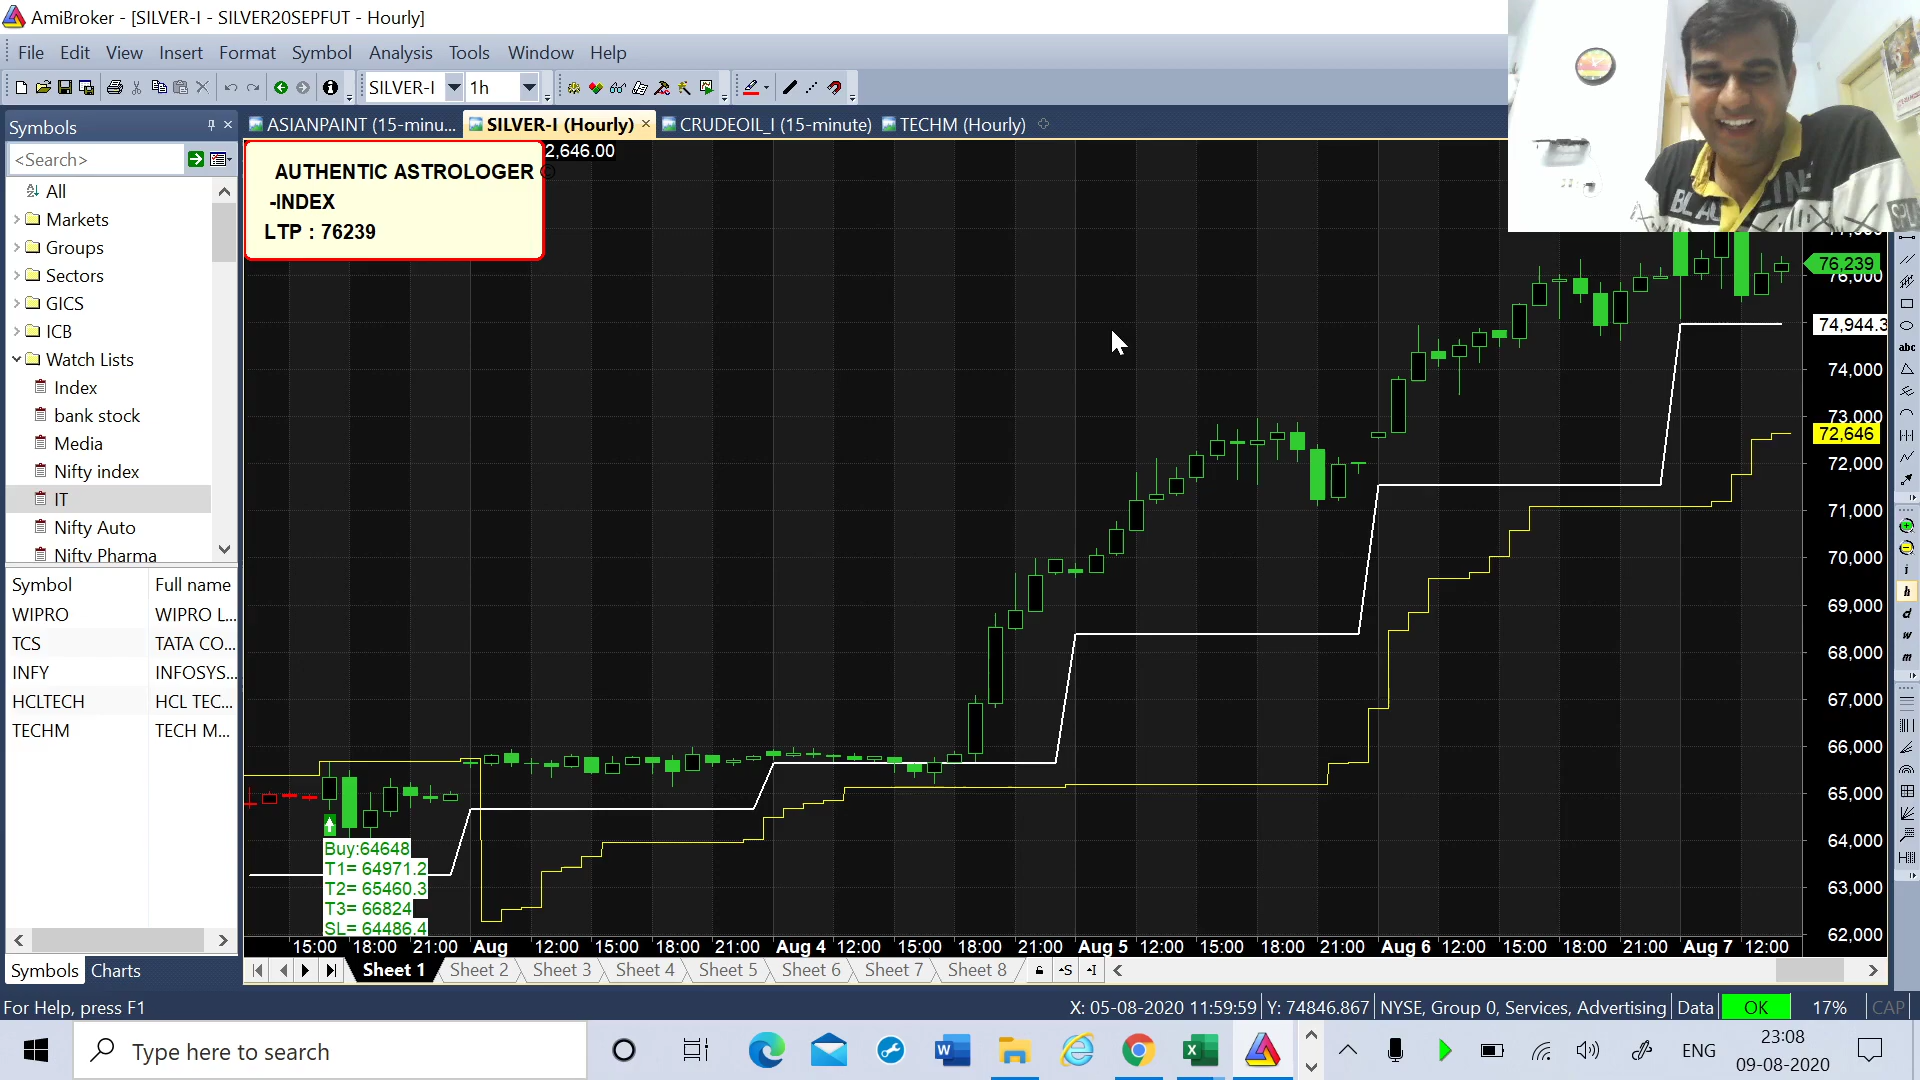 AmiBroker - [SILVER-I - SILVER20SEPFUT - Hourly]
File Edit View Insert Format Symbol Analysis Tools Window Help
SILVER-I 1h
Symbols
ASIANPAINT (15-minu...
SILVER-I (Hourly)
CRUDEOIL_I (15-minute)
TECHM (Hourly)
<Search>
All
Markets
Groups
Sectors
GICS
ICB
Watch Lists
Index
bank stock
Media
Nifty index
IT
Nifty Auto
Nifty Pharma
Symbol Full name
WIPRO WIPRO L...
TCS TATA CO...
INFY INFOSYS...
HCLTECH HCL TEC...
TECHM TECH M...
Symbols Charts
2,646.00
AUTHENTIC ASTROLOGER ©
-INDEX
LTP : 76239
76,239
76,000
74,944.3
74,000
73,000
72,646
72,000
71,000
70,000
69,000
68,000
67,000
66,000
65,000
64,000
63,000
62,000
Buy:64648
T1= 64971.2
T2= 65460.3
T3= 66824
SL= 64486.4
15:00 18:00 21:00 Aug 12:00 15:00 18:00 21:00 Aug 4 12:00 15:00 18:00 21:00 Aug 5 12:00 15:00 18:00 21:00 Aug 6 12:00 15:00 18:00 21:00 Aug 7 12:00
Sheet 1 Sheet 2 Sheet 3 Sheet 4 Sheet 5 Sheet 6 Sheet 7 Sheet 8
abc
i
h
d
w
m
For Help, press F1
X: 05-08-2020 11:59:59 Y: 74846.867 NYSE, Group 0, Services, Advertising Data OK 17% CAP
Type here to search
ENG
23:08
09-08-2020